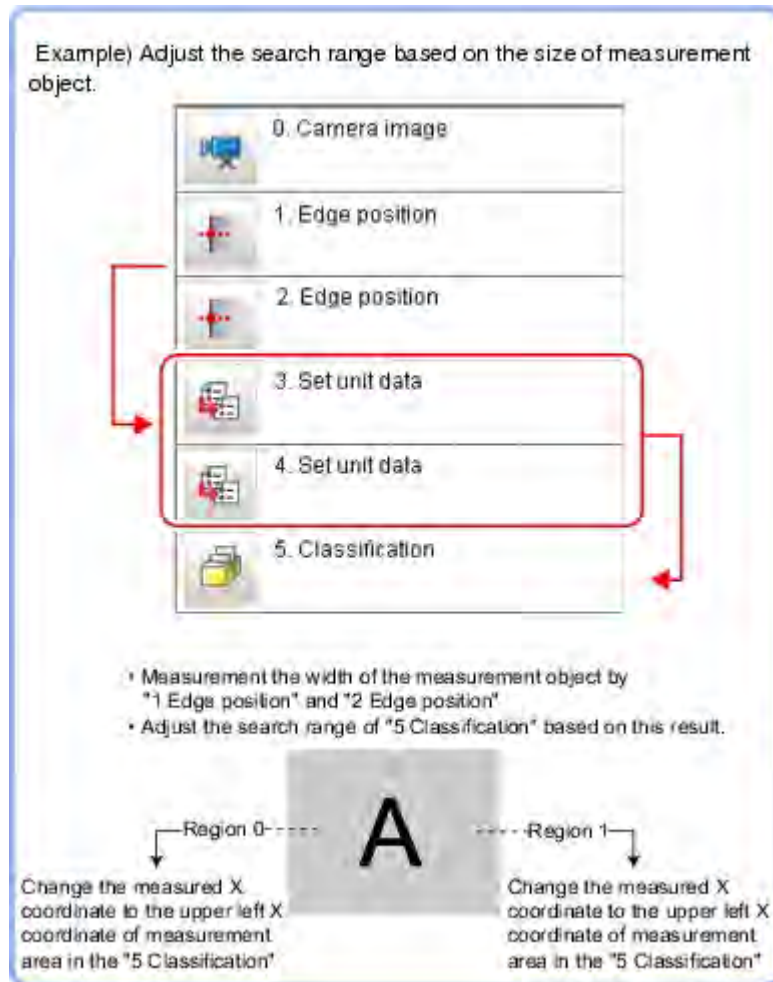 Example) Adjust the search range based on the size of measurement
object.
0. Camera image
1. Edge position
2. Edge position
3. Set unit data
4. Set unit data
5. Classification
• Measurement the width of the measurement object by
"1 Edge position" and "2 Edge position"
• Adjust the search range of "5 Classification" based on this result.
A
Region 0
Region 1
Change the measured X
coordinate to the upper left X
coordinate of measurement
area in the "5 Classification"
Change the measured X
coordinate to the upper left X
coordinate of measurement
area in the "5 Classification"